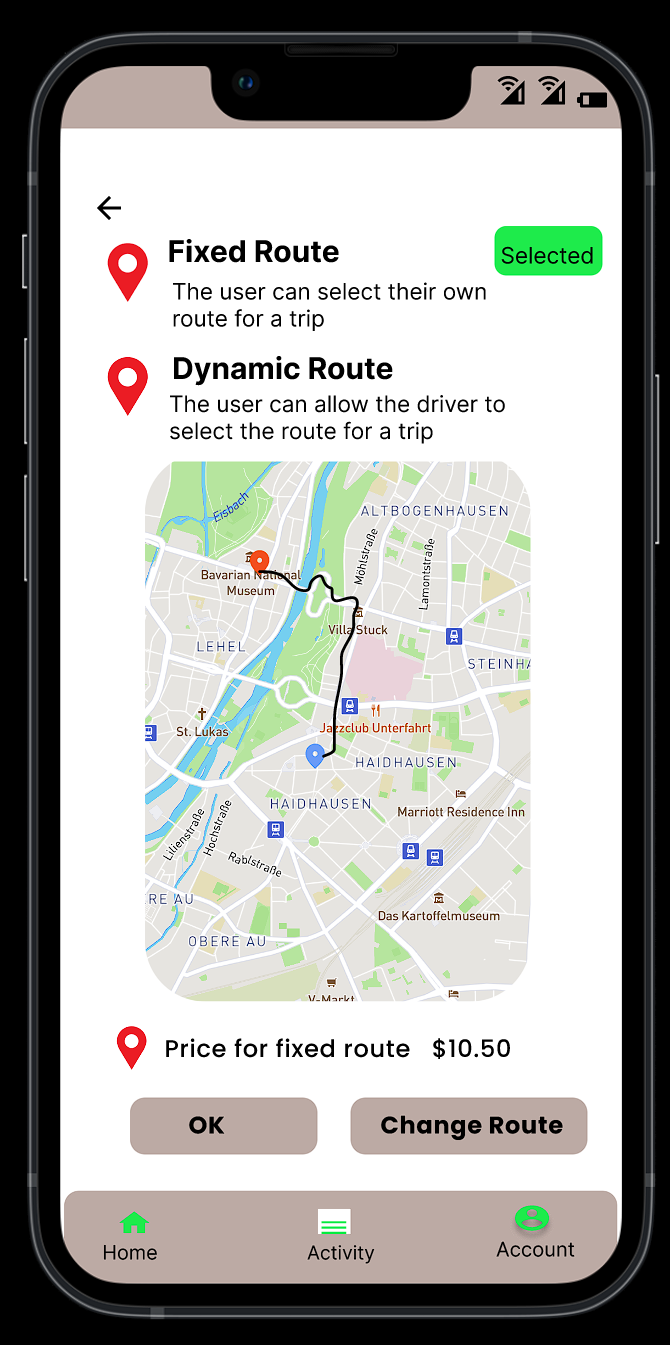 Fixed Route
Selected
The user can select their own
route for a trip
Dynamic Route
The user can allow the driver to
select the route for a trip
Eisbach
ALTBOGENHAUSEN
Möhlstraße
Lamontstraße
Bavarian National
Museum
Villa Stuck
LEHEL
STEINHA
St. Lukas
Jazzclub Unterfahrt
HAIDHAUSEN
HAIDHAUSEN
Marriott Residence Inn
Lilienstraße
Hochstraße
Rablstraße
ERE AU
Das Kartoffelmuseum
OBERE AU
V-Markt
Price for fixed route $10.50
OK
Change Route
Home
Activity
Account